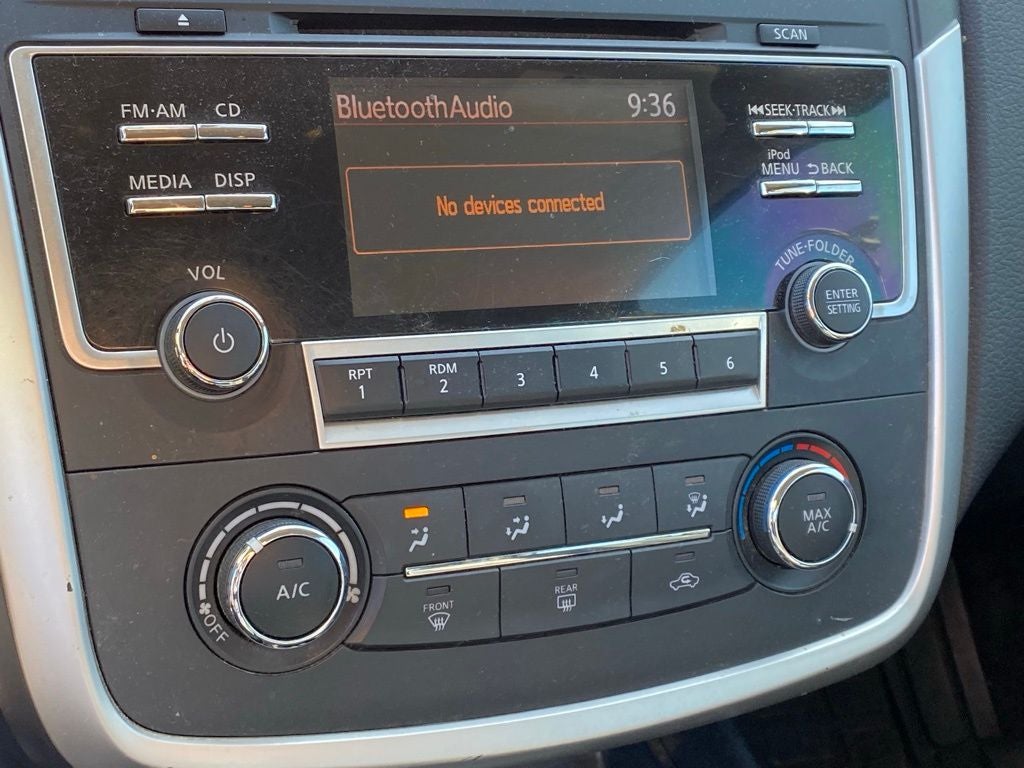 SCAN
FM·AM CD
BluetoothAudio 9:36
SEEK·TRACK
MEDIA DISP
iPod
MENU BACK
No devices connected
TUNE·FOLDER
VOL
ENTER
SETTING
RPT
1
RDM
2
3
4
5
6
MAX
A/C
A/C
OFF
FRONT
REAR